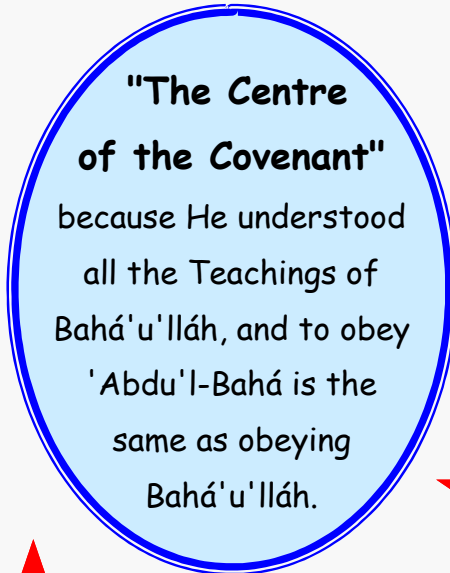 "The Centre
of the Covenant"
because He understood
all the Teachings of
Bahá'u'lláh, and to obey
'Abdu'l-Bahá is the
same as obeying
Bahá'u'lláh.